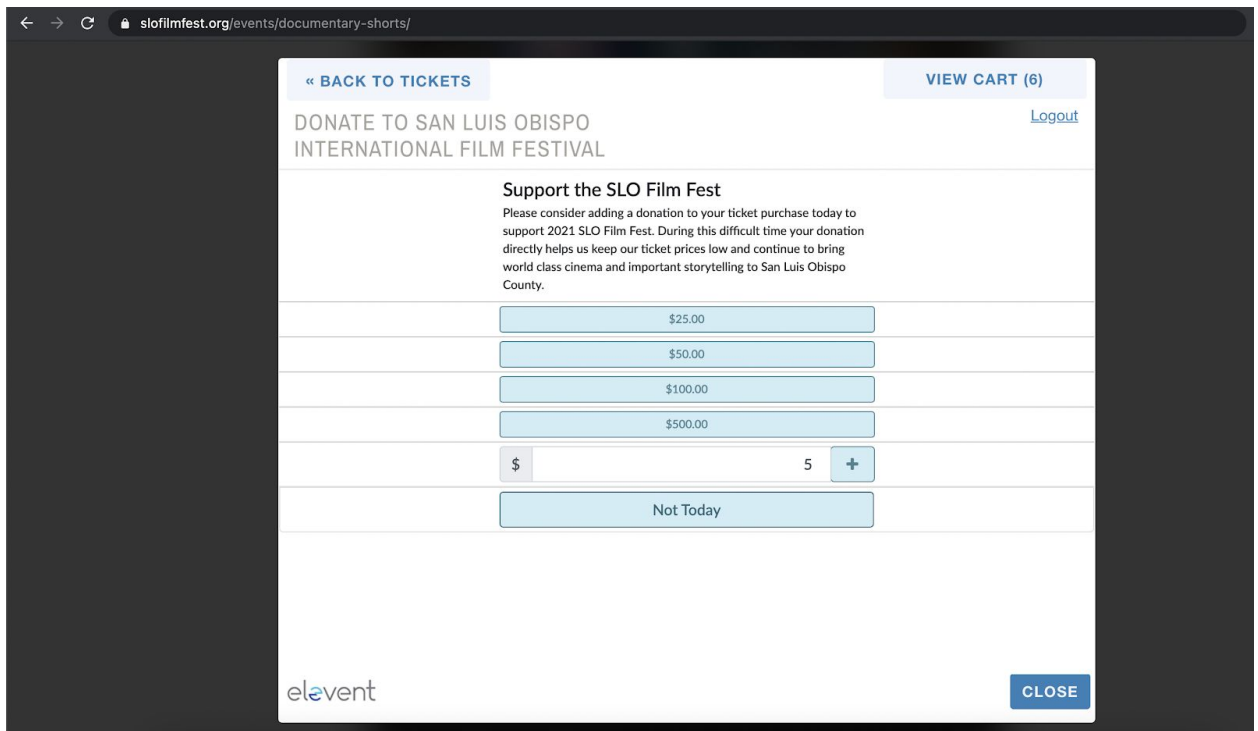 slofilmfest.org/events/documentary-shorts/
« BACK TO TICKETS
VIEW CART (6)
Logout
DONATE TO SAN LUIS OBISPO
INTERNATIONAL FILM FESTIVAL
Support the SLO Film Fest
Please consider adding a donation to your ticket purchase today to
support 2021 SLO Film Fest. During this difficult time your donation
directly helps us keep our ticket prices low and continue to bring
world class cinema and important storytelling to San Luis Obispo
County.
$25.00
$50.00
$100.00
$500.00
$ 5 +
Not Today
elevent
CLOSE